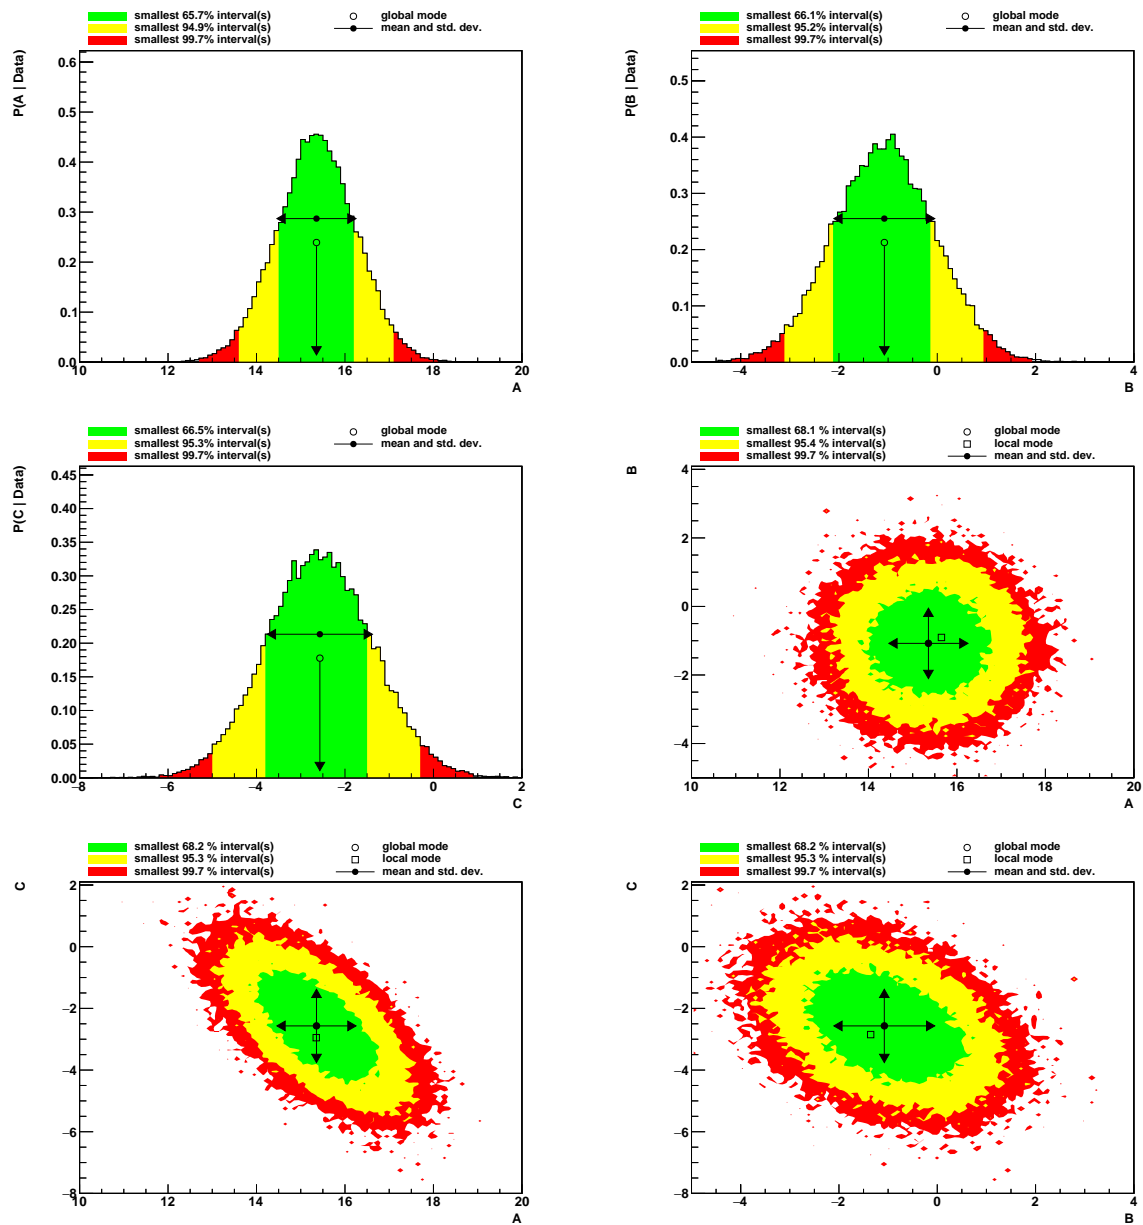 smallest 65.7% interval(s) global mode
smallest 94.9% interval(s) mean and std. dev.
smallest 99.7% interval(s)
P(A | Data)
0.6
0.5
0.4
0.3
0.2
0.1
0.0
10 12 14 16 18 20
A
smallest 66.1% interval(s) global mode
smallest 95.2% interval(s) mean and std. dev.
smallest 99.7% interval(s)
P(B | Data)
0.5
0.4
0.3
0.2
0.1
0.0
−4 −2 0 2 4
B
smallest 66.5% interval(s) global mode
smallest 95.3% interval(s) mean and std. dev.
smallest 99.7% interval(s)
P(C | Data)
0.45
0.40
0.35
0.30
0.25
0.20
0.15
0.10
0.05
0.00
−8 −6 −4 −2 0 2
C
smallest 68.1 % interval(s) global mode
smallest 95.4 % interval(s) local mode
smallest 99.7 % interval(s) mean and std. dev.
B
4
2
0
−2
−4
10 12 14 16 18 20
A
smallest 68.2 % interval(s) global mode
smallest 95.3 % interval(s) local mode
smallest 99.7 % interval(s) mean and std. dev.
C
2
0
−2
−4
−6
−8
10 12 14 16 18 20
A
smallest 68.2 % interval(s) global mode
smallest 95.3 % interval(s) local mode
smallest 99.7 % interval(s) mean and std. dev.
C
2
0
−2
−4
−6
−8
−4 −2 0 2 4
B